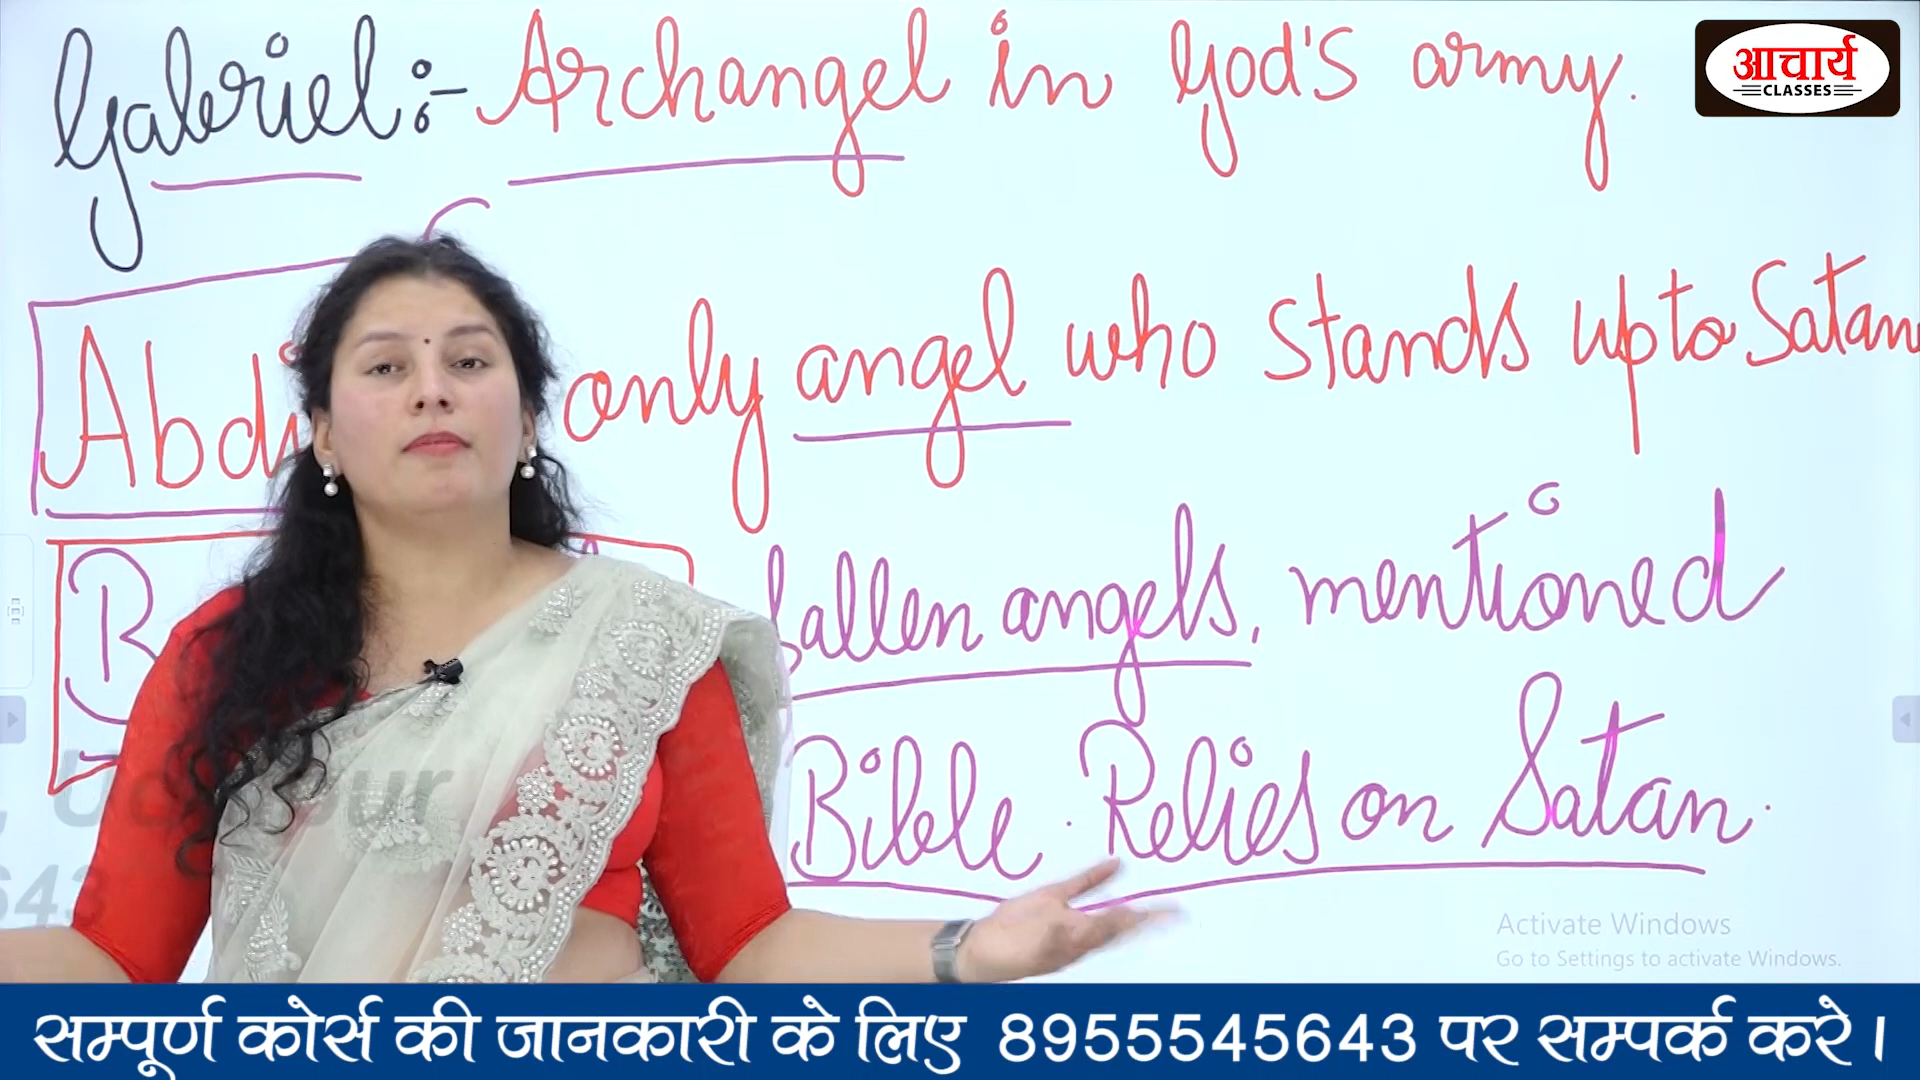 Gabriel:- Archangel in God's army.
आचार्य
CLASSES
only angel who stands up to Satan
fallen angels, mentioned
Bible. Relies on Satan.
643
Activate Windows
Go to Settings to activate Windows.
सम्पूर्ण कोर्स की जानकारी के लिए 8955545643 पर सम्पर्क करे।